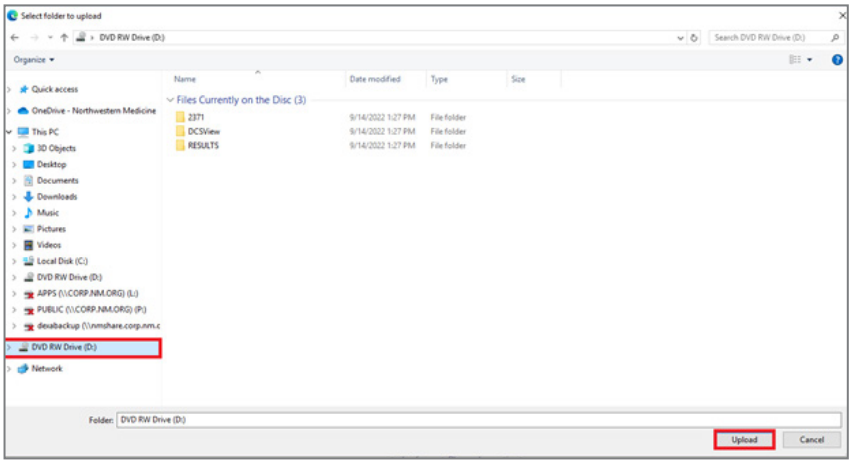 Select folder to upload
DVD RW Drive (D:)
Search DVD RW Drive (D:)
Organize
Name Date modified Type Size
Quick access
OneDrive - Northwestern Medicine
This PC
3D Objects
Desktop
Documents
Downloads
Music
Pictures
Videos
Local Disk (C:)
DVD RW Drive (D:)
APPS (\\CORP.NM.ORG) (L:)
PUBLIC (\\CORP.NM.ORG) (P:)
dexabackup (\\nmshare.corp.nm.c
DVD RW Drive (D:)
Network
Files Currently on the Disc (3)
2371 9/14/2022 1:27 PM File folder
DCSView 9/14/2022 1:27 PM File folder
RESULTS 9/14/2022 1:27 PM File folder
Folder: DVD RW Drive (D:)
Upload Cancel